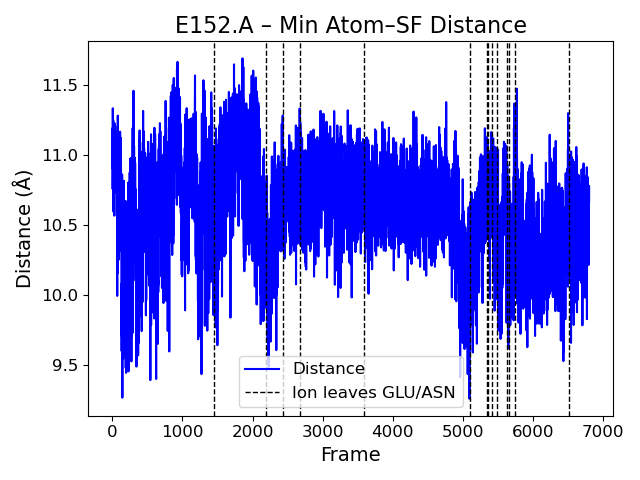 E152.A – Min Atom–SF Distance
Distance (Å)
11.5
11.0
10.5
10.0
9.5
Distance
Ion leaves GLU/ASN
0 1000 2000 3000 4000 5000 6000 7000
Frame